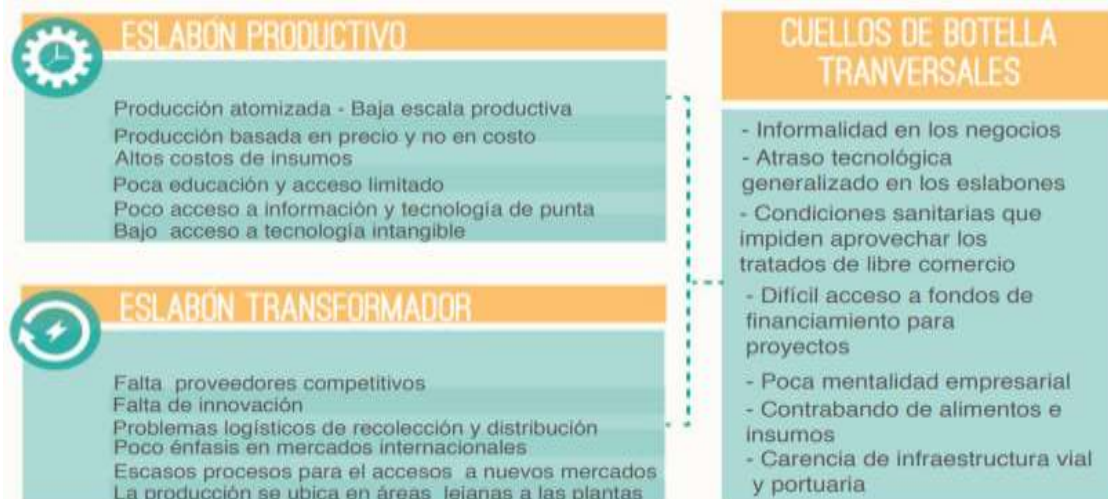 ESLABÓN PRODUCTIVO
Producción atomizada - Baja escala productiva
Producción basada en precio y no en costo
Altos costos de insumos
Poca educación y acceso limitado
Poco acceso a información y tecnología de punta
Bajo acceso a tecnología intangible
ESLABÓN TRANSFORMADOR
Falta proveedores competitivos
Falta de innovación
Problemas logísticos de recolección y distribución
Poco énfasis en mercados internacionales
Escasos procesos para el accesos a nuevos mercados
La producción se ubica en áreas lejanas a las plantas
CUELLOS DE BOTELLA
TRANVERSALES
- Informalidad en los negocios
- Atraso tecnológica
generalizado en los eslabones
- Condiciones sanitarias que
impiden aprovechar los
tratados de libre comercio
- Difícil acceso a fondos de
financiamiento para
proyectos
- Poca mentalidad empresarial
- Contrabando de alimentos e
insumos
- Carencia de infraestructura vial
y portuaria